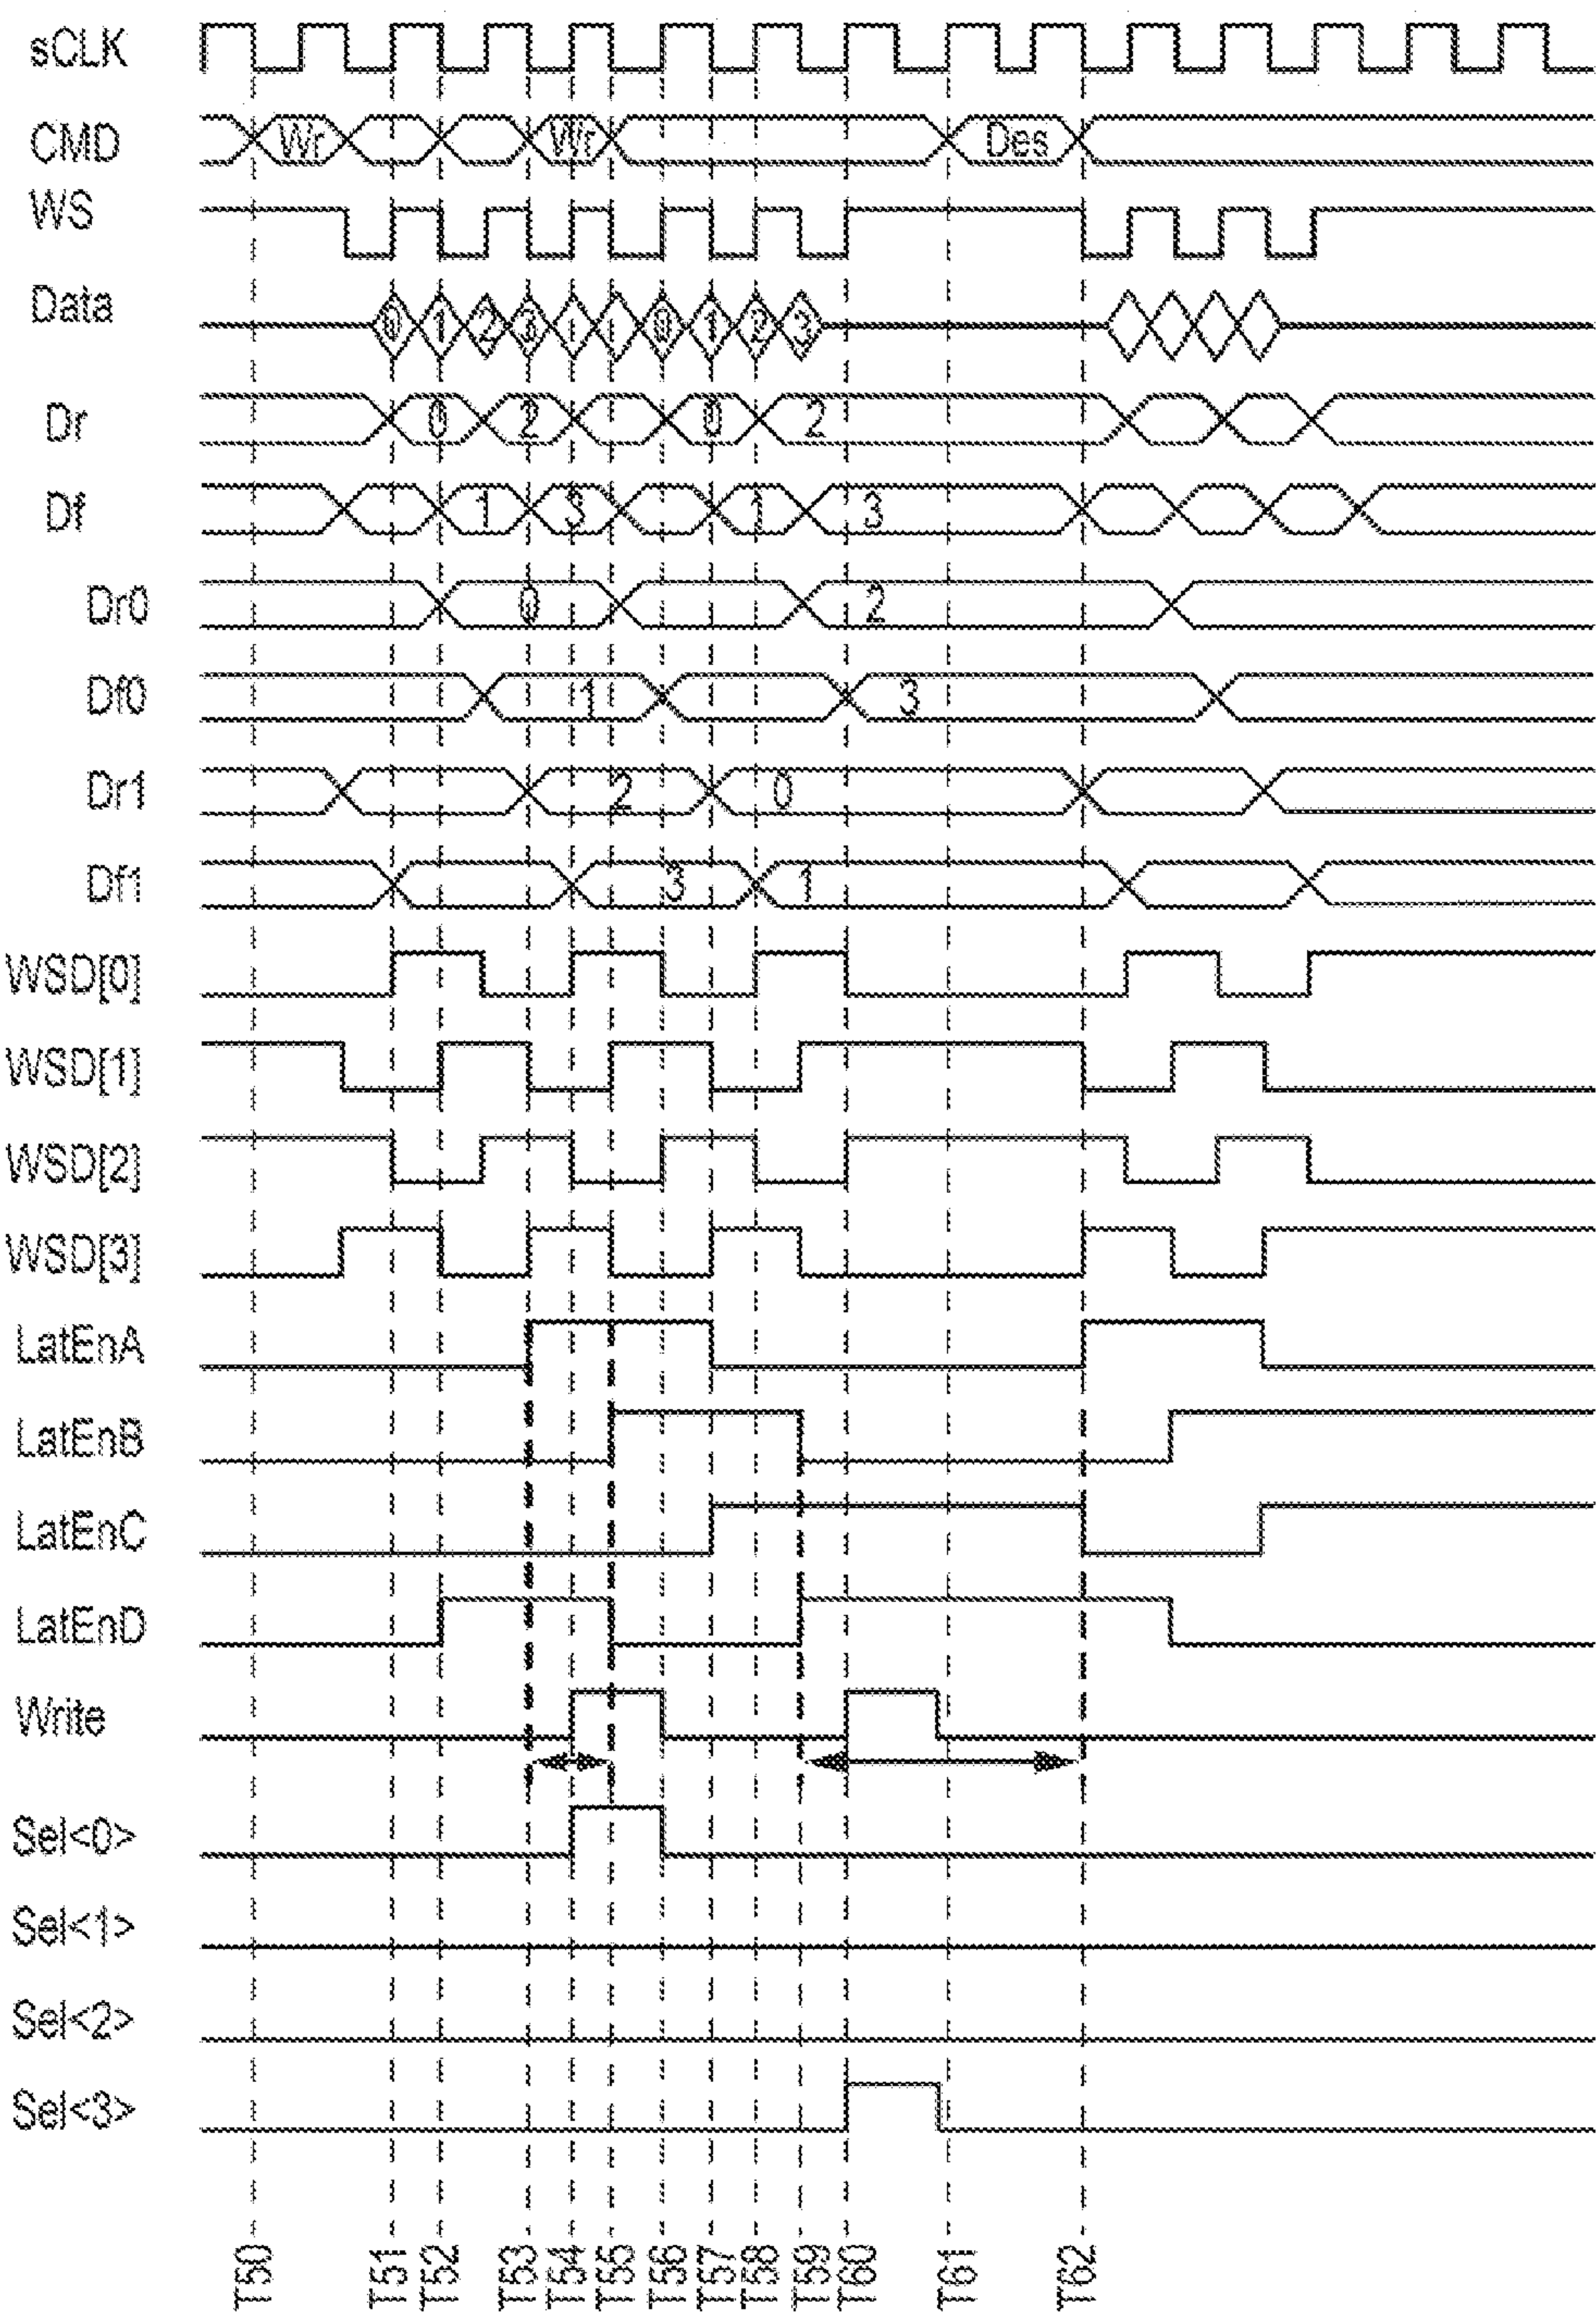 sCLK
CMD Wr Wr Des
WS
Data 0 1 2 3 0 1 2 3
Dr 0 2 0 2
Df 1 3 1 3
Dr0 0 2
Df0 1 3
Dr1 2 0
Df1 3 1
WSD[0]
WSD[1]
WSD[2]
WSD[3]
LatEnA
LatEnB
LatEnC
LatEnD
Write
Sel<0>
Sel<1>
Sel<2>
Sel<3>
T50 T51 T52 T53 T54 T55 T56 T57 T58 T59 T60 T61 T62